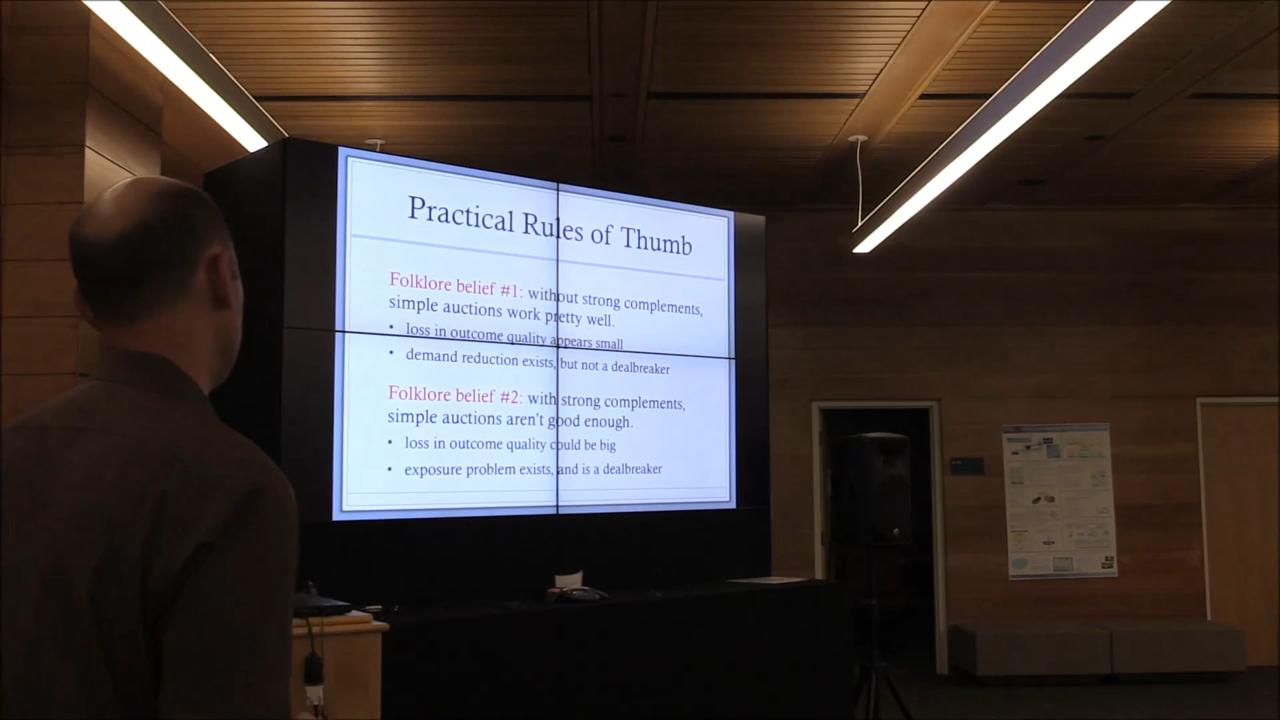 Practical Rules of Thumb
Folklore belief #1: without strong complements,
simple auctions work pretty well.
• loss in outcome quality appears small
• demand reduction exists, but not a dealbreaker
Folklore belief #2: with strong complements,
simple auctions aren't good enough.
• loss in outcome quality could be big
• exposure problem exists, and is a dealbreaker